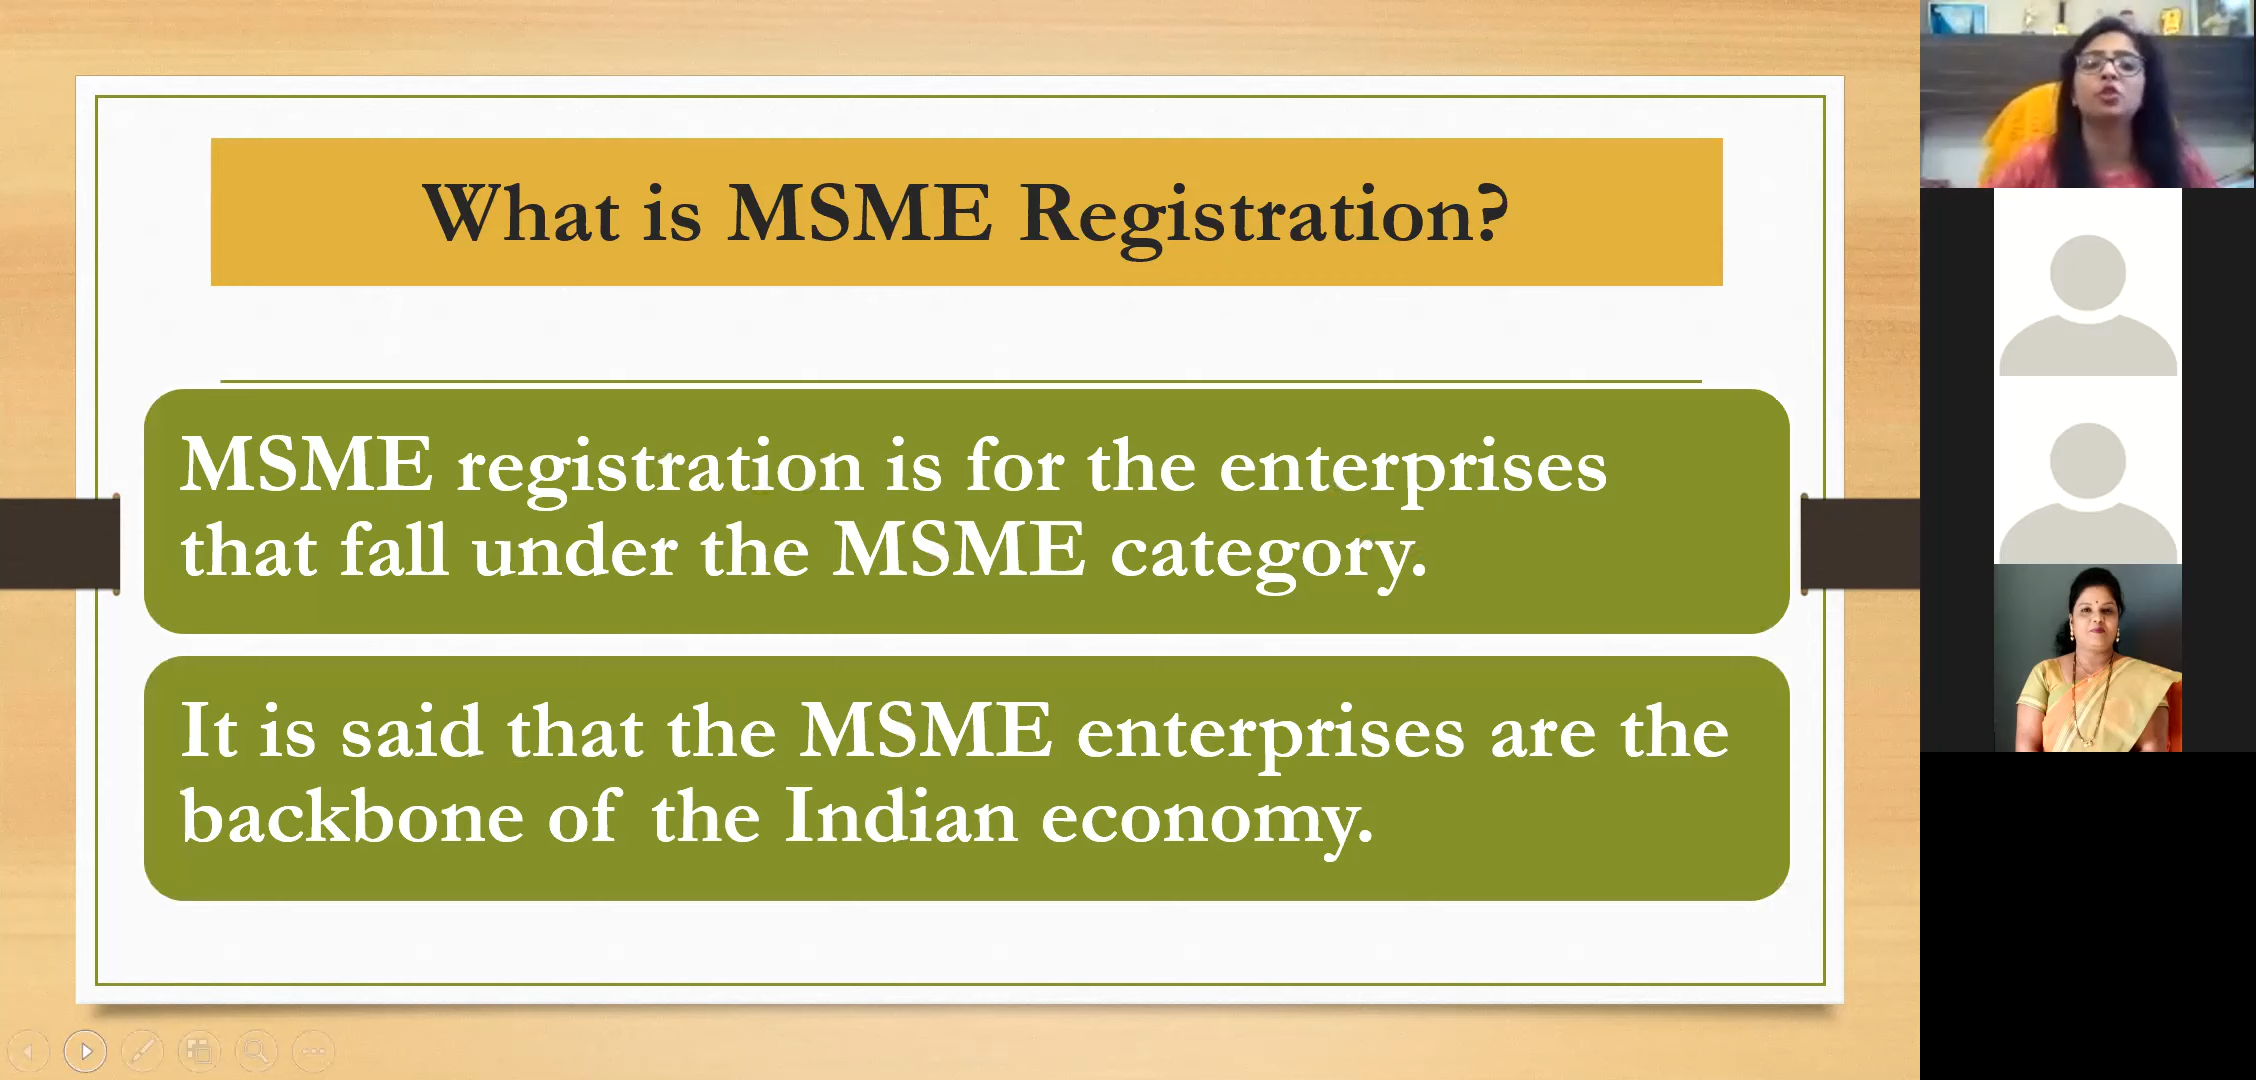 What is MSME Registration?
MSME registration is for the enterprises
that fall under the MSME category.
It is said that the MSME enterprises are the
backbone of the Indian economy.